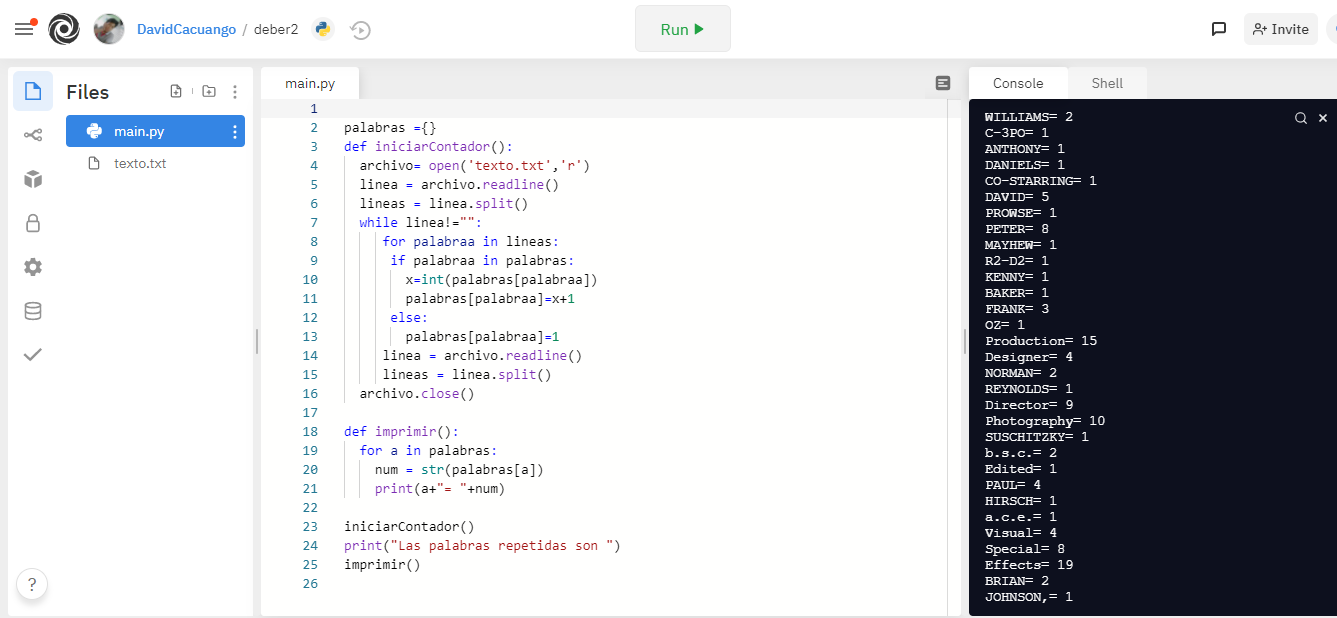 DavidCacuango / deber2
Run
Invite
Files
main.py
texto.txt
?
main.py
1
2 palabras ={}
3 def iniciarContador():
4 archivo= open('texto.txt','r')
5 linea = archivo.readline()
6 lineas = linea.split()
7 while linea!="":
8 for palabraa in lineas:
9 if palabraa in palabras:
10 x=int(palabras[palabraa])
11 palabras[palabraa]=x+1
12 else:
13 palabras[palabraa]=1
14 linea = archivo.readline()
15 lineas = linea.split()
16 archivo.close()
17
18 def imprimir():
19 for a in palabras:
20 num = str(palabras[a])
21 print(a+"= "+num)
22
23 iniciarContador()
24 print("Las palabras repetidas son ")
25 imprimir()
26
Console Shell
WILLIAMS= 2
C-3PO= 1
ANTHONY= 1
DANIELS= 1
CO-STARRING= 1
DAVID= 5
PROWSE= 1
PETER= 8
MAYHEW= 1
R2-D2= 1
KENNY= 1
BAKER= 1
FRANK= 3
OZ= 1
Production= 15
Designer= 4
NORMAN= 2
REYNOLDS= 1
Director= 9
Photography= 10
SUSCHITZKY= 1
b.s.c.= 2
Edited= 1
PAUL= 4
HIRSCH= 1
a.c.e.= 1
Visual= 4
Special= 8
Effects= 19
BRIAN= 2
JOHNSON,= 1